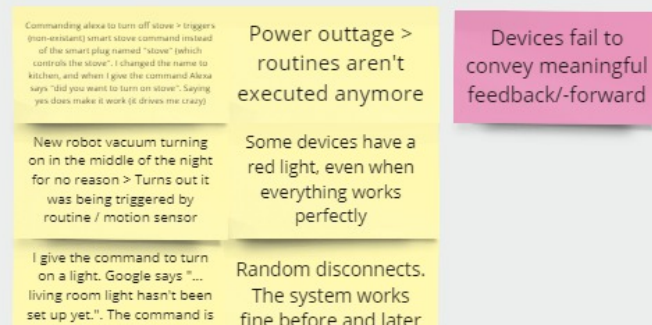 Commanding alexa to turn off stove > triggers
(non-existant) smart stove command instead
of the smart plug named "stove" (which
controls the stove". I changed the name to
kitchen, and when I give the command Alexa
says "did you want to turn on stove". Saying
yes does make it work (it drives me crazy)
Power outtage >
routines aren't
executed anymore
Devices fail to
convey meaningful
feedback/-forward
New robot vacuum turning
on in the middle of the night
for no reason > Turns out it
was being triggered by
routine / motion sensor
Some devices have a
red light, even when
everything works
perfectly
I give the command to turn
on a light. Google says "...
living room light hasn't been
set up yet.". The command is
Random disconnects.
The system works
fine before and later